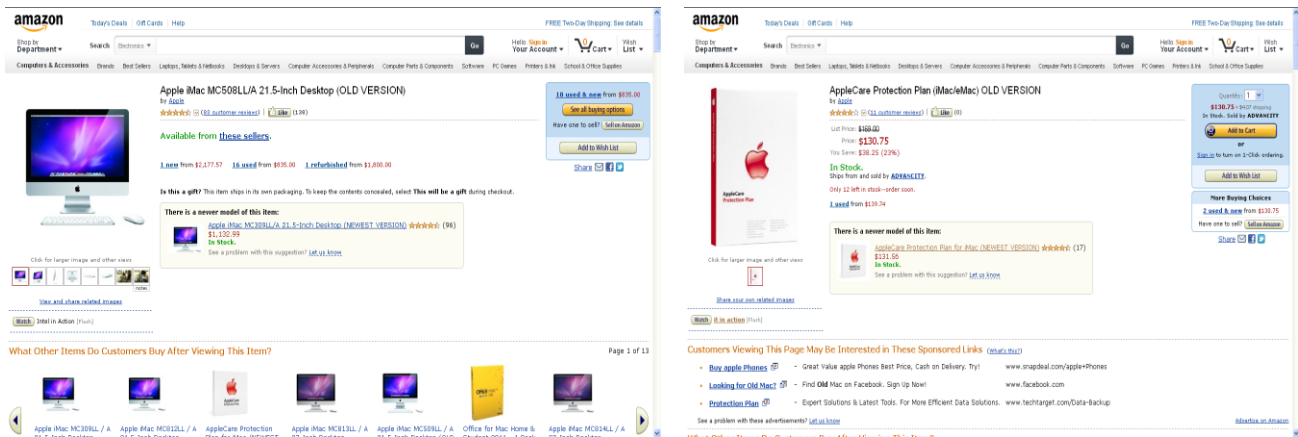 amazon
Today's Deals Gift Cards Help
FREE Two-Day Shipping: See details
Shop by
Department
Search Electronics Go
Hello. Sign in
Your Account
0
Cart
Wish
List
Computers & Accessories Brands Best Sellers Laptops, Tablets & Netbooks Desktops & Servers Computer Accessories & Peripherals Computer Parts & Components Software PC Games Printers & Ink School & Office Supplies
Apple iMac MC508LL/A 21.5-Inch Desktop (OLD VERSION)
by Apple
(83 customer reviews) | Like (138)
Available from these sellers.
1 new from $2,177.57 16 used from $835.00 1 refurbished from $1,800.00
Is this a gift? This item ships in its own packaging. To keep the contents concealed, select This will be a gift during checkout.
There is a newer model of this item:
Apple iMac MC309LL/A 21.5-Inch Desktop (NEWEST VERSION) (96)
$1,132.99
In Stock.
See a problem with this suggestion? Let us know
18 used & new from $835.00
See all buying options
Have one to sell? Sell on Amazon
Add to Wish List
Share
Click for larger image and other views
View and share related images
Watch Intel in Action [Flash]
What Other Items Do Customers Buy After Viewing This Item?
Page 1 of 13
Apple iMac MC309LL / A
Apple iMac MC812LL / A
AppleCare Protection
Apple iMac MC813LL / A
Apple iMac MC509LL / A
Office for Mac Home &
Apple iMac MC814LL / A
amazon
Today's Deals Gift Cards Help
FREE Two-Day Shipping: See details
Shop by
Department
Search Electronics Go
Hello. Sign in
Your Account
0
Cart
Wish
List
Computers & Accessories Brands Best Sellers Laptops, Tablets & Netbooks Desktops & Servers Computer Accessories & Peripherals Computer Parts & Components Software PC Games Printers & Ink School & Office Supplies
AppleCare Protection Plan (iMac/eMac) OLD VERSION
by Apple
(11 customer reviews) | Like (0)
List Price: $169.00
Price: $130.75
You Save: $38.25 (23%)
In Stock.
Ships from and sold by ADVANCITY.
Only 12 left in stock--order soon.
1 used from $139.74
There is a newer model of this item:
AppleCare Protection Plan for iMac (NEWEST VERSION) (17)
$131.56
In Stock.
See a problem with this suggestion? Let us know
AppleCare
Protection Plan
Quantity: 1
$130.75 + $4.07 shipping
In Stock. Sold by ADVANCITY
Add to Cart
or
Sign in to turn on 1-Click ordering.
Add to Wish List
More Buying Choices
2 used & new from $130.75
Have one to sell? Sell on Amazon
Share
Click for larger image and other views
Share your own related images
Watch it in action [Flash]
Customers Viewing This Page May Be Interested in These Sponsored Links (What's this?)
Buy apple Phones - Great Value apple Phones Best Price, Cash on Delivery. Try! www.snapdeal.com/apple+Phones
Looking for Old Mac? - Find Old Mac on Facebook. Sign Up Now! www.facebook.com
Protection Plan - Expert Solutions & Latest Tools. For More Efficient Data Solutions. www.techtarget.com/Data-Backup
See a problem with these advertisements? Let us know
Advertise on Amazon